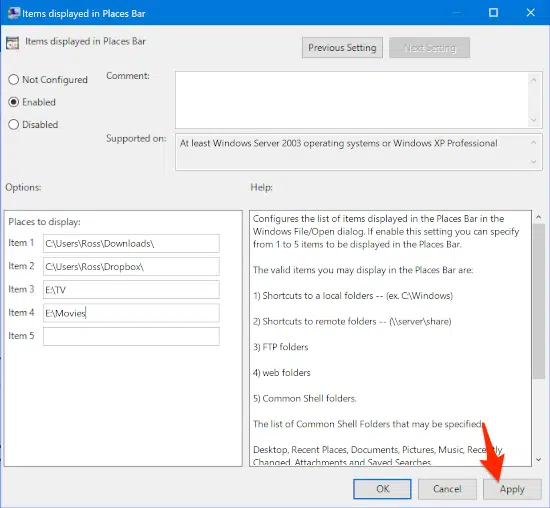 Items displayed in Places Bar
Items displayed in Places Bar
Previous Setting
Next Setting
Not Configured
Enabled
Disabled
Comment:
Supported on:
At least Windows Server 2003 operating systems or Windows XP Professional
Options:
Help:
Places to display:
Item 1 C:\Users\Ross\Downloads\
Item 2 C:\Users\Ross\Dropbox\
Item 3 E:\TV
Item 4 E:\Movies
Item 5
Configures the list of items displayed in the Places Bar in the
Windows File/Open dialog. If enable this setting you can specify
from 1 to 5 items to be displayed in the Places Bar.
The valid items you may display in the Places Bar are:
1) Shortcuts to a local folders -- (ex. C:\Windows)
2) Shortcuts to remote folders -- (\\server\share)
3) FTP folders
4) web folders
5) Common Shell folders.
The list of Common Shell Folders that may be specified:
Desktop, Recent Places, Documents, Pictures, Music, Recently
Changed, Attachments and Saved Searches.
OK
Cancel
Apply